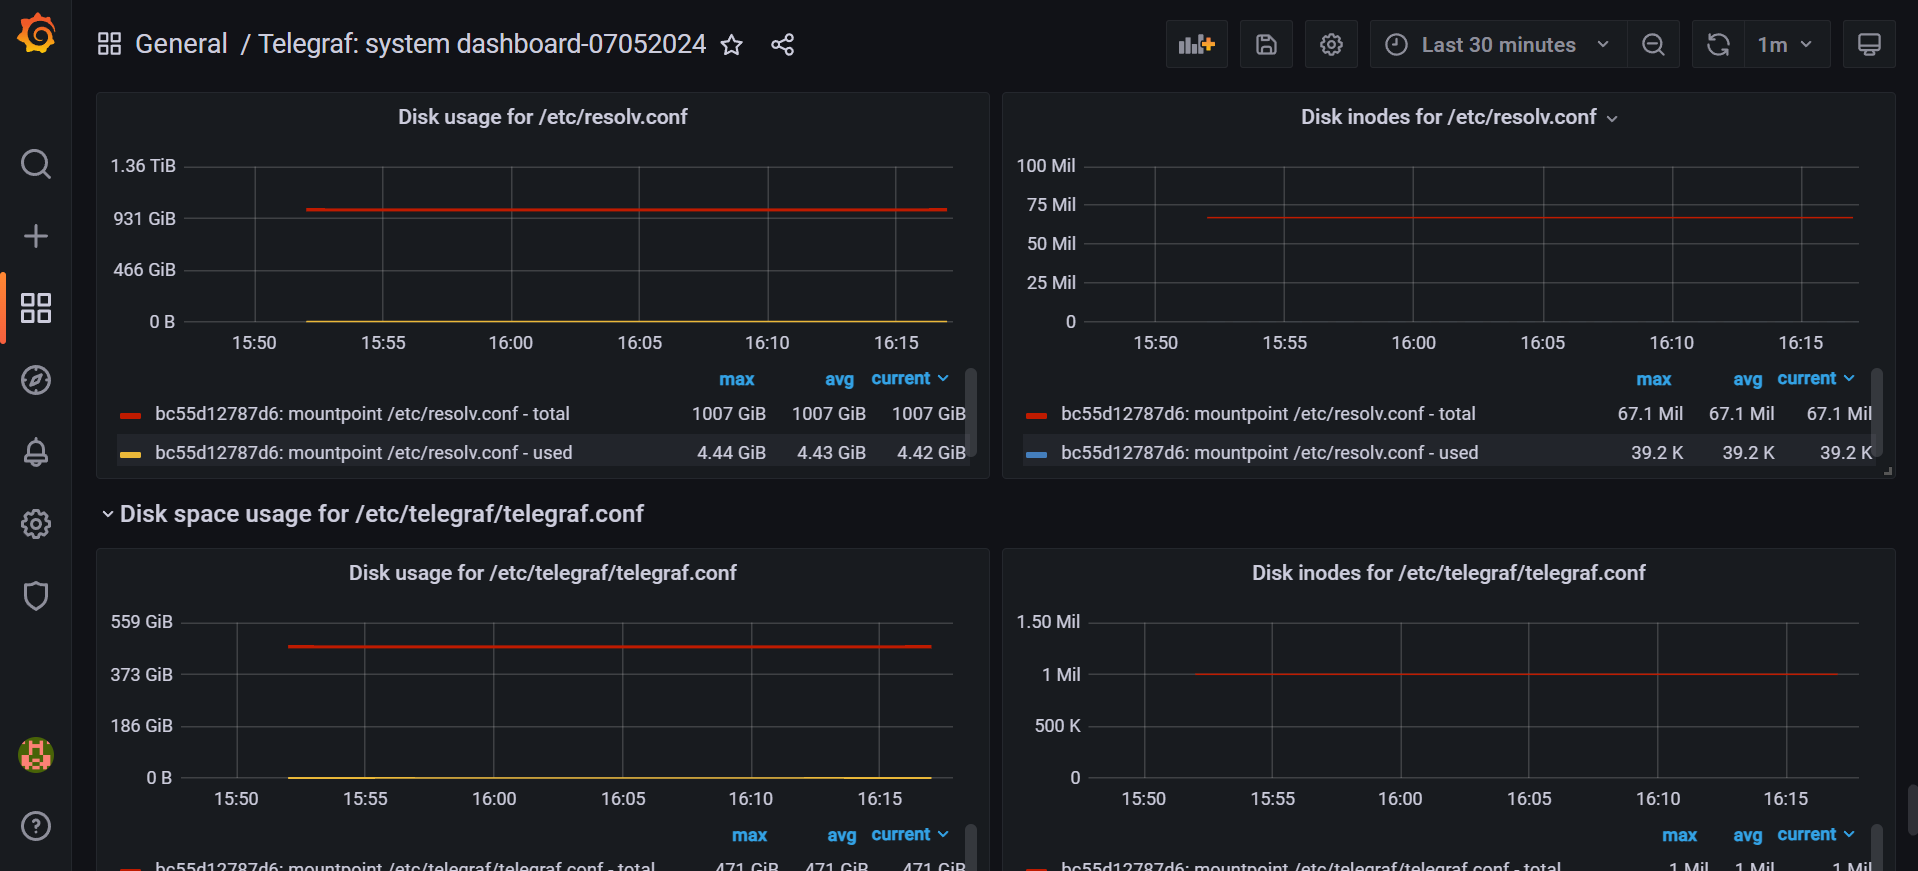 General / Telegraf: system dashboard-07052024
Last 30 minutes
1m
Disk usage for /etc/resolv.conf
1.36 TiB
931 GiB
466 GiB
0 B
15:50 15:55 16:00 16:05 16:10 16:15
max avg current
bc55d12787d6: mountpoint /etc/resolv.conf - total 1007 GiB 1007 GiB 1007 GiB
bc55d12787d6: mountpoint /etc/resolv.conf - used 4.44 GiB 4.43 GiB 4.42 GiB
Disk inodes for /etc/resolv.conf
100 Mil
75 Mil
50 Mil
25 Mil
0
15:50 15:55 16:00 16:05 16:10 16:15
max avg current
bc55d12787d6: mountpoint /etc/resolv.conf - total 67.1 Mil 67.1 Mil 67.1 Mil
bc55d12787d6: mountpoint /etc/resolv.conf - used 39.2 K 39.2 K 39.2 K
Disk space usage for /etc/telegraf/telegraf.conf
Disk usage for /etc/telegraf/telegraf.conf
559 GiB
373 GiB
186 GiB
0 B
15:50 15:55 16:00 16:05 16:10 16:15
max avg current
bc55d12787d6: mountpoint /etc/telegraf/telegraf.conf - total 471 GiB 471 GiB 471 GiB
Disk inodes for /etc/telegraf/telegraf.conf
1.50 Mil
1 Mil
500 K
0
15:50 15:55 16:00 16:05 16:10 16:15
max avg current
bc55d12787d6: mountpoint /etc/telegraf/telegraf.conf - total 1 Mil 1 Mil 1 Mil